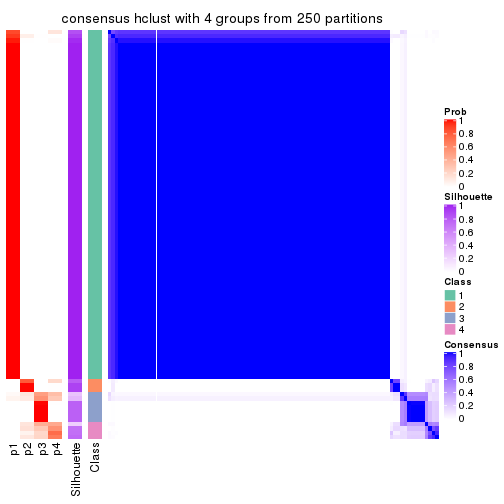 consensus hclust with 4 groups from 250 partitions
Prob
1
0.8
0.6
0.4
0.2
0
Silhouette
1
0.8
0.6
0.4
0.2
0
Class
1
2
3
4
Consensus
1
0.8
0.6
0.4
0.2
0
p1
p2
p3
p4
Silhouette
Class